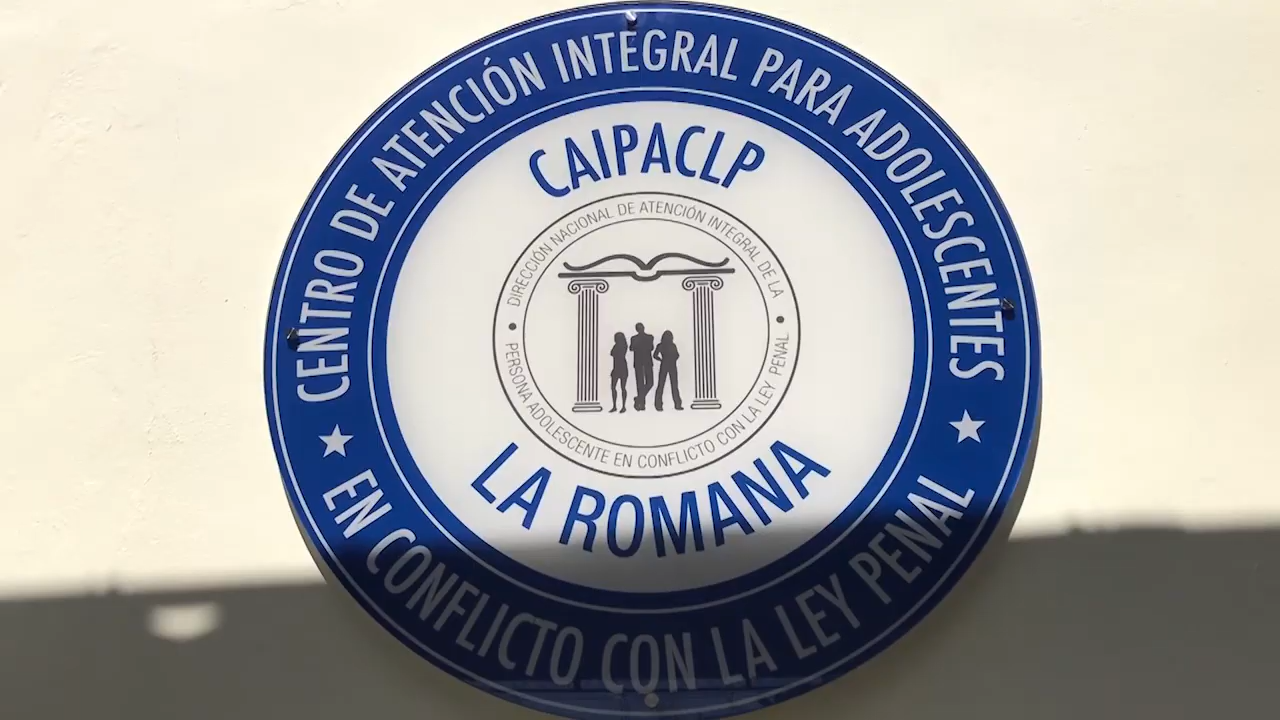 CENTRO DE ATENCIÓN INTEGRAL PARA ADOLESCENTES
EN CONFLICTO CON LA LEY PENAL
CAIPACLP
DIRECCIÓN NACIONAL DE ATENCIÓN INTEGRAL DE LA
PERSONA ADOLESCENTE EN CONFLICTO CON LA LEY PENAL
LA ROMANA